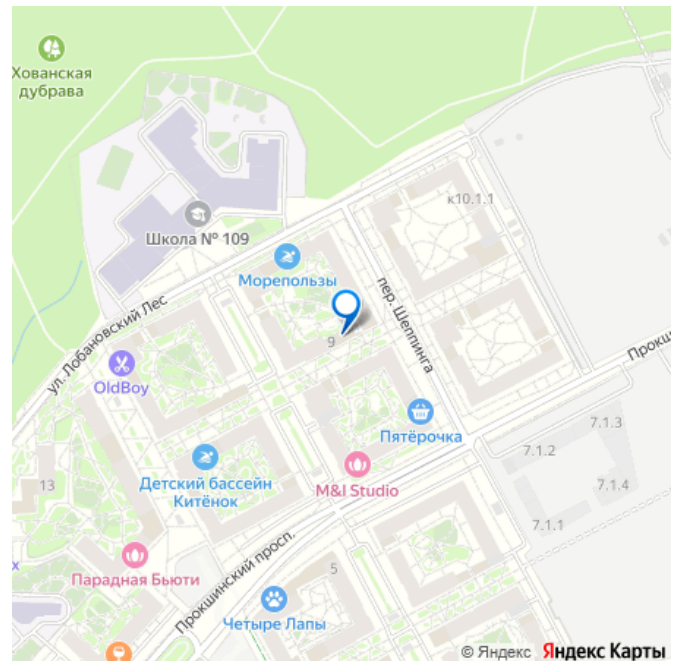 Хованская
дубрава
к10.1.1
Школа № 109
Морепользы
пер. Шеппинга
ул. Лобановский Лес
9
OldBoy
Пятёрочка
7.1.3
7.1.2
7.1.4
7.1.1
Детский бассейн
Китёнок
M&I Studio
13
Прокшинский просп.
Парадная Бьюти
5
Четыре Лапы
© Яндекс Яндекс Карты